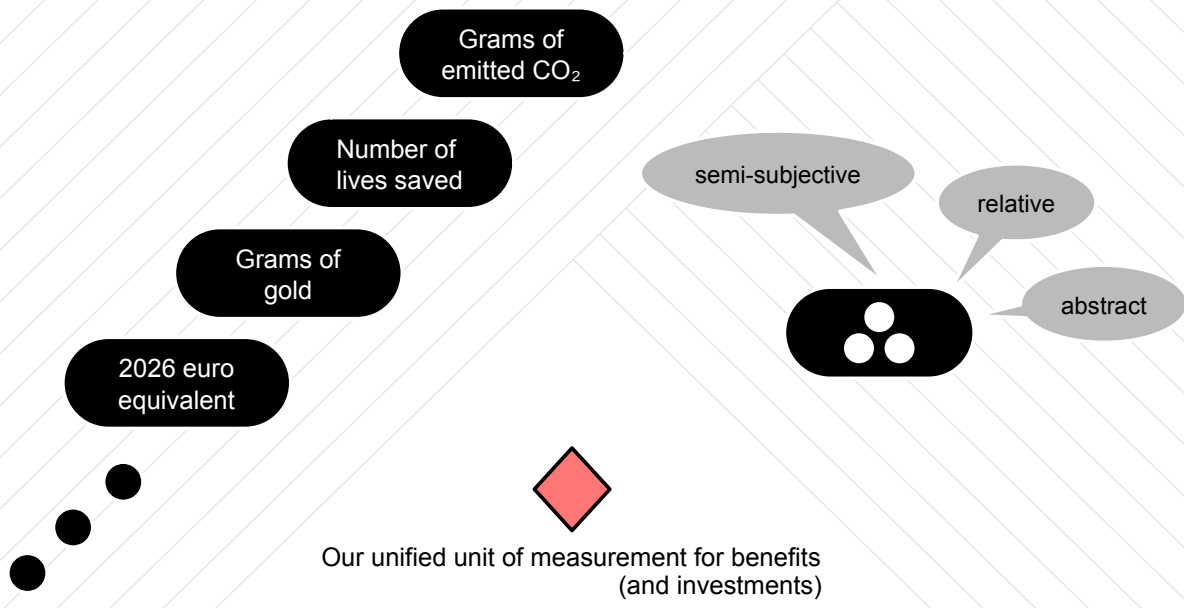 Grams of
emitted CO₂
Number of
lives saved
Grams of
gold
2026 euro
equivalent
semi-subjective
relative
abstract
Our unified unit of measurement for benefits
(and investments)